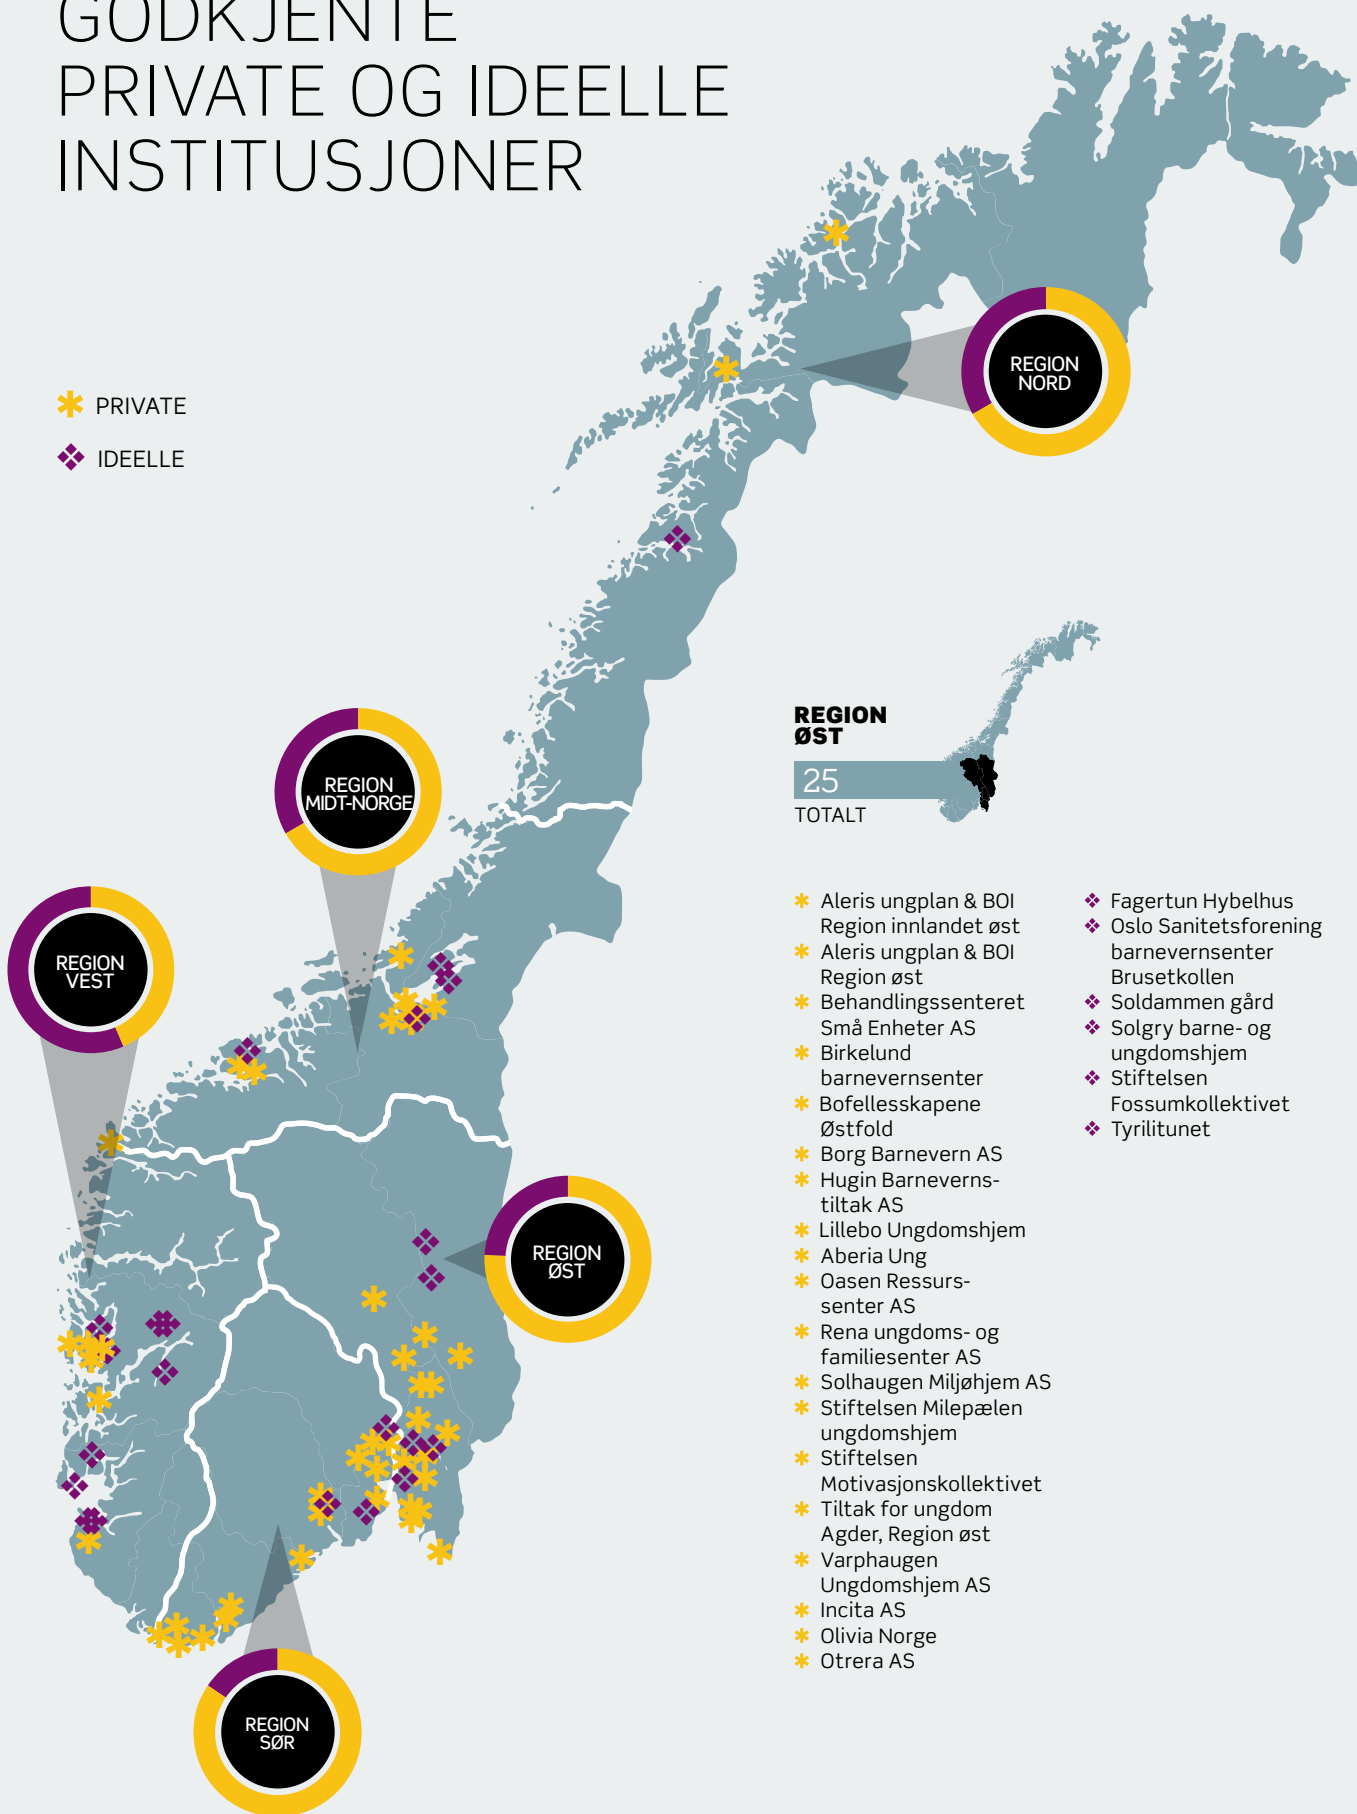 GODKJENTE
PRIVATE OG IDEELLE
INSTITUSJONER
PRIVATE
IDEELLE
REGION
NORD
REGION
MIDT-NORGE
REGION
VEST
REGION
ØST
REGION
SØR
REGION
ØST
25
TOTALT
Aleris ungplan & BOI
Region innlandet øst
Aleris ungplan & BOI
Region øst
Behandlingssenteret
Små Enheter AS
Birkelund
barnevernsenter
Bofellesskapene
Østfold
Borg Barnevern AS
Hugin Barneverns-
tiltak AS
Lillebo Ungdomshjem
Aberia Ung
Oasen Ressurs-
senter AS
Rena ungdoms- og
familiesenter AS
Solhaugen Miljøhjem AS
Stiftelsen Milepælen
ungdomshjem
Stiftelsen
Motivasjonskollektivet
Tiltak for ungdom
Agder, Region øst
Varphaugen
Ungdomshjem AS
Incita AS
Olivia Norge
Otrera AS
Fagertun Hybelhus
Oslo Sanitetsforening
barnevernsenter
Brusetkollen
Soldammen gård
Solgry barne- og
ungdomshjem
Stiftelsen
Fossumkollektivet
Tyrilitunet